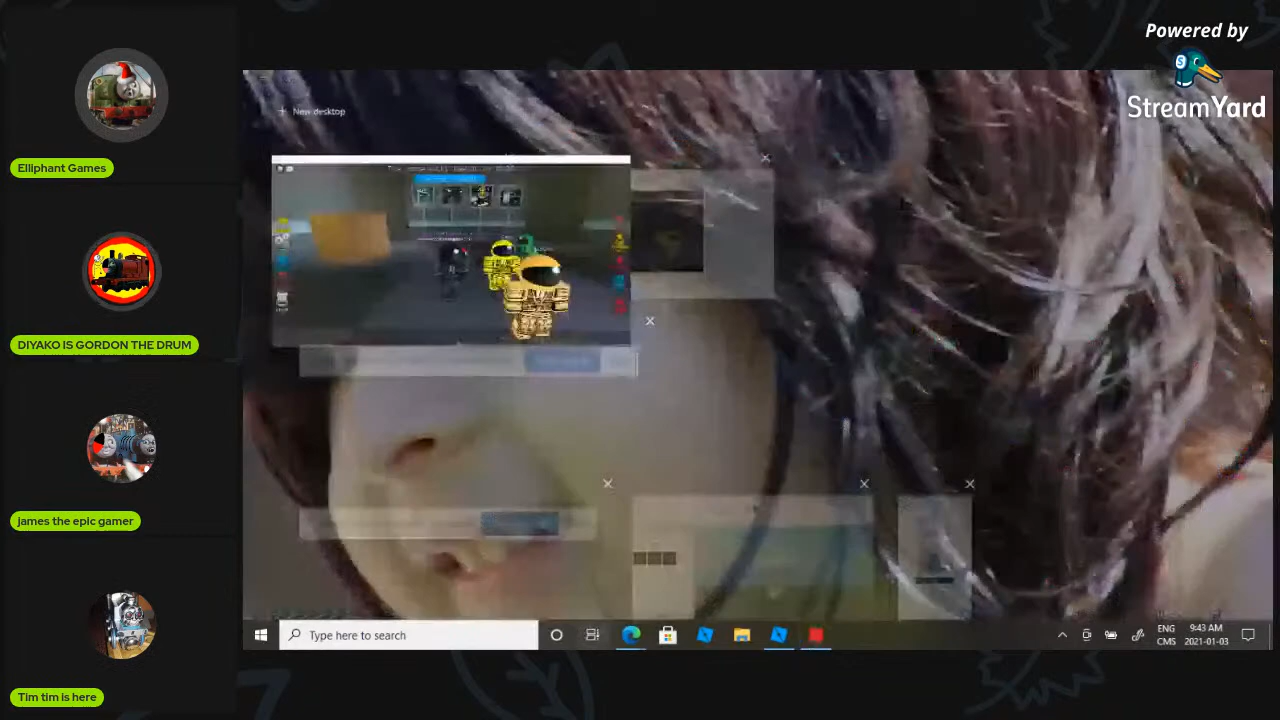 Powered by
StreamYard
Elliphant Games
DIYAKO IS GORDON THE DRUM
james the epic gamer
Tim tim is here
New desktop
Type here to search
ENG
CMS
9:43 AM
2021-01-03